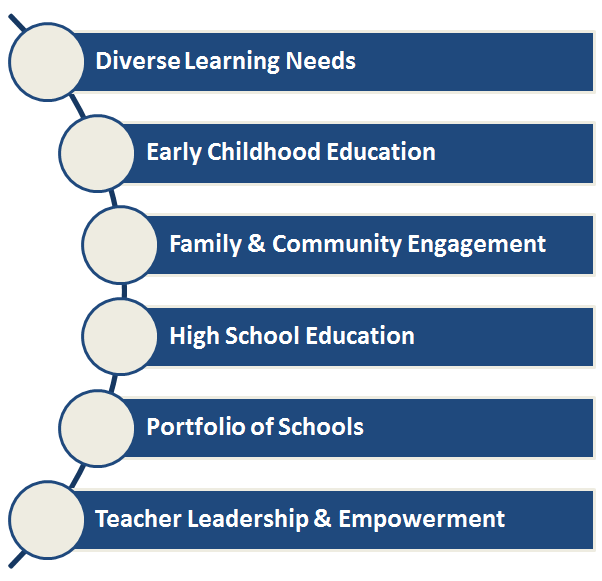 Diverse Learning Needs
Early Childhood Education
Family & Community Engagement
High School Education
Portfolio of Schools
Teacher Leadership & Empowerment